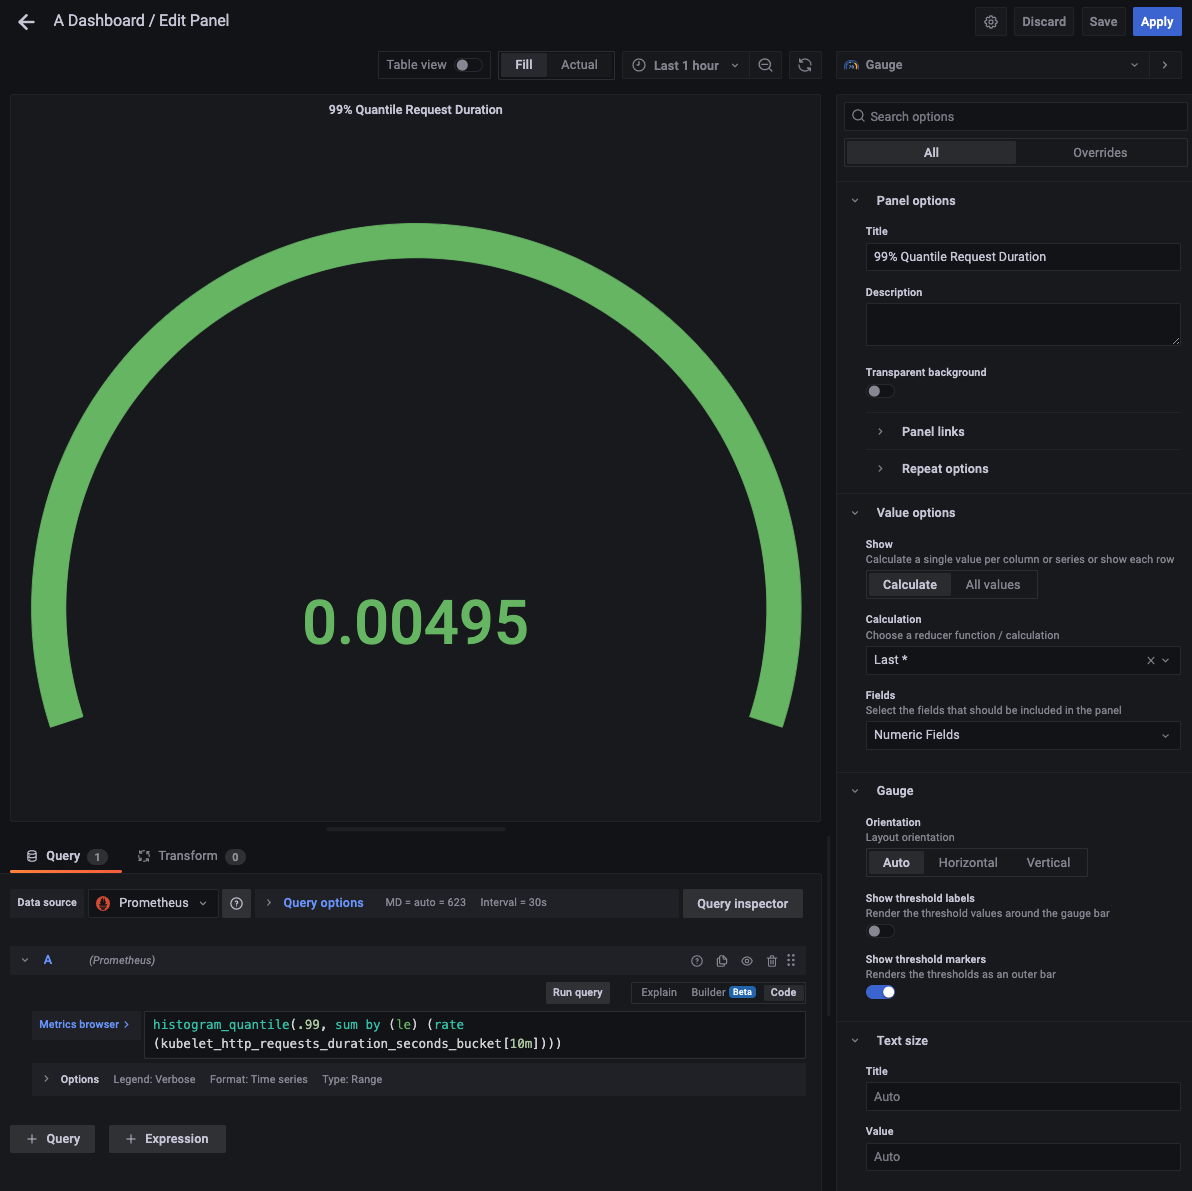 A Dashboard / Edit Panel
Discard
Save
Apply
Table view
Fill
Actual
Last 1 hour
Gauge
99% Quantile Request Duration
0.00495
Search options
All
Overrides
Panel options
Title
99% Quantile Request Duration
Description
Transparent background
Panel links
Repeat options
Value options
Show
Calculate a single value per column or series or show each row
Calculate
All values
Calculation
Choose a reducer function / calculation
Last *
Fields
Select the fields that should be included in the panel
Numeric Fields
Gauge
Orientation
Layout orientation
Auto
Horizontal
Vertical
Show threshold labels
Render the threshold values around the gauge bar
Show threshold markers
Renders the thresholds as an outer bar
Text size
Title
Auto
Value
Auto
Query 1
Transform 0
Data source
Prometheus
Query options
MD = auto = 623
Interval = 30s
Query inspector
A
(Prometheus)
Run query
Explain
Builder Beta
Code
Metrics browser >
histogram_quantile(.99, sum by (le) (rate
(kubelet_http_requests_duration_seconds_bucket[10m])))
Options
Legend: Verbose
Format: Time series
Type: Range
+ Query
+ Expression